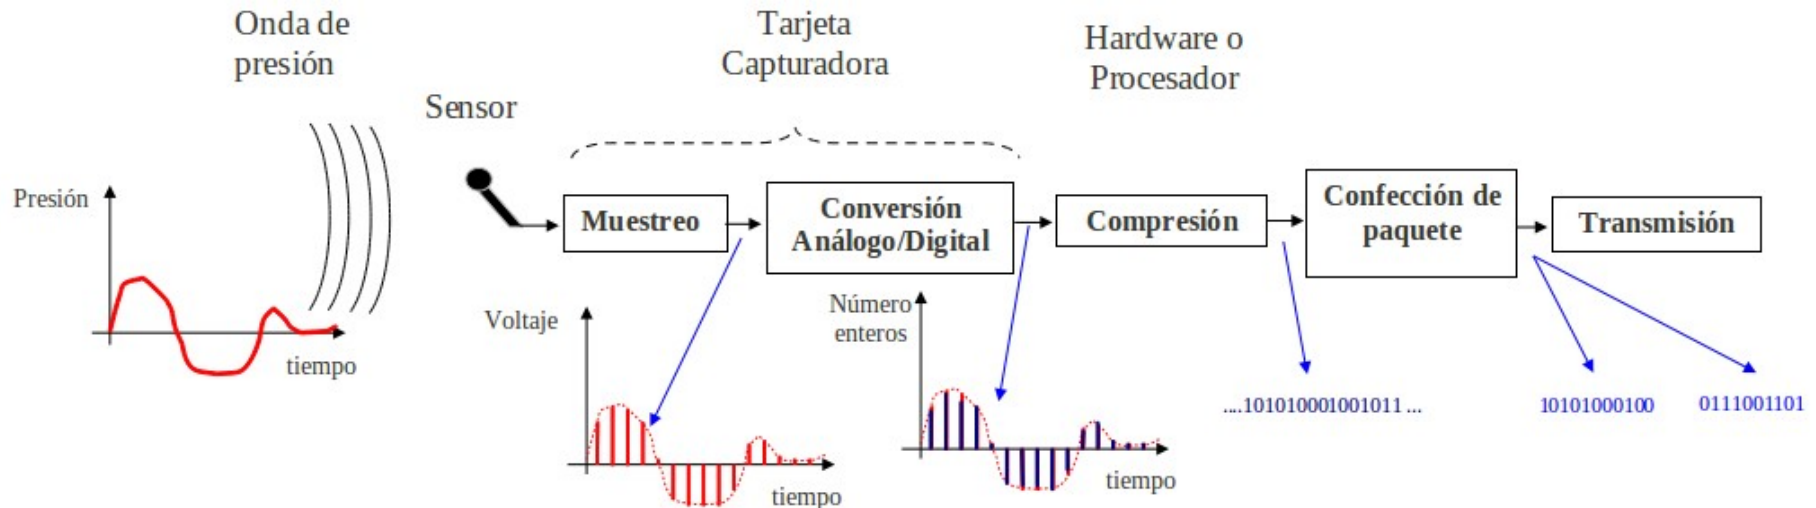 Onda de
presión
Tarjeta
Capturadora
Hardware o
Procesador
Sensor
Presión
tiempo
Muestreo
Conversión
Análogo/Digital
Compresión
Confección de
paquete
Transmisión
Voltaje
tiempo
Número
enteros
tiempo
....101010001001011 ...
10101000100
0111001101